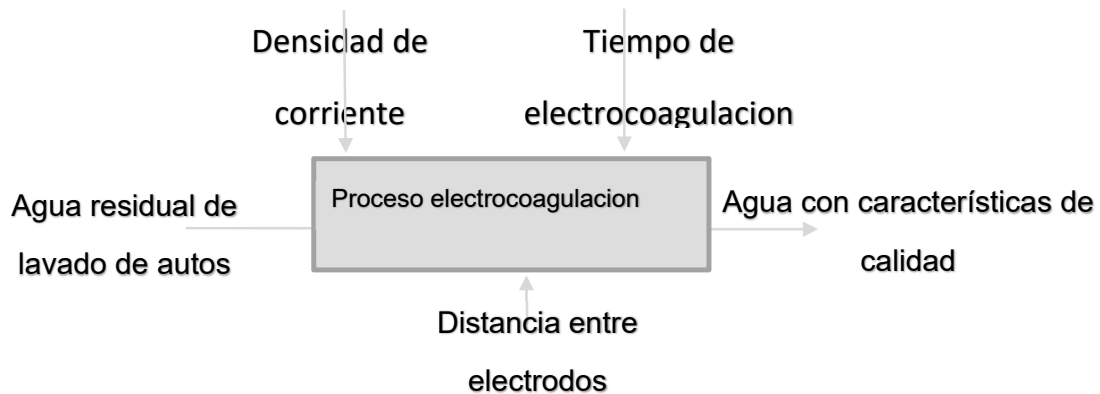 Densidad de
corriente
Tiempo de
electrocoagulacion
Agua residual de
lavado de autos
Proceso electrocoagulacion
Agua con características de
calidad
Distancia entre
electrodos